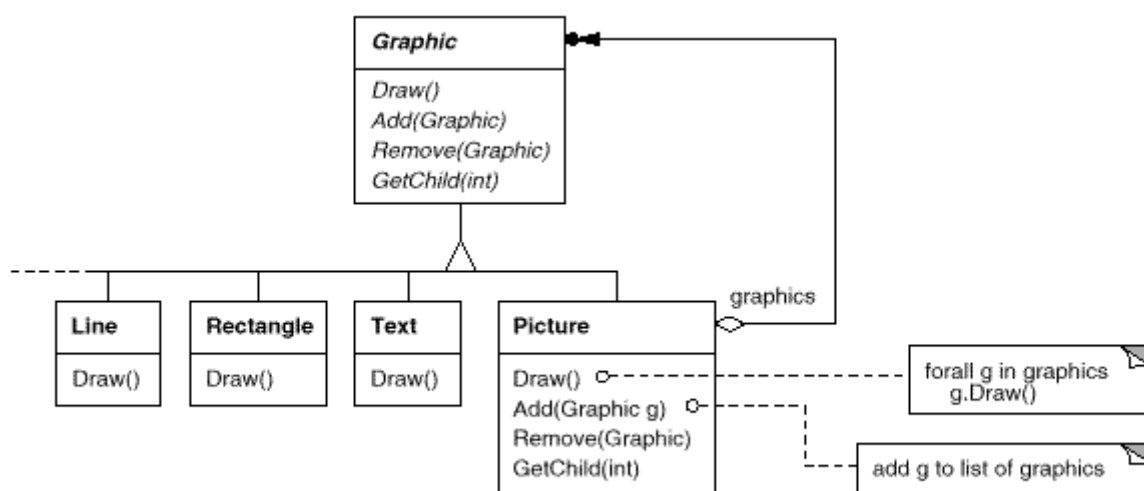 Graphic
Draw()
Add(Graphic)
Remove(Graphic)
GetChild(int)
graphics
Line
Draw()
Rectangle
Draw()
Text
Draw()
Picture
Draw()
Add(Graphic g)
Remove(Graphic)
GetChild(int)
forall g in graphics
g.Draw()
add g to list of graphics